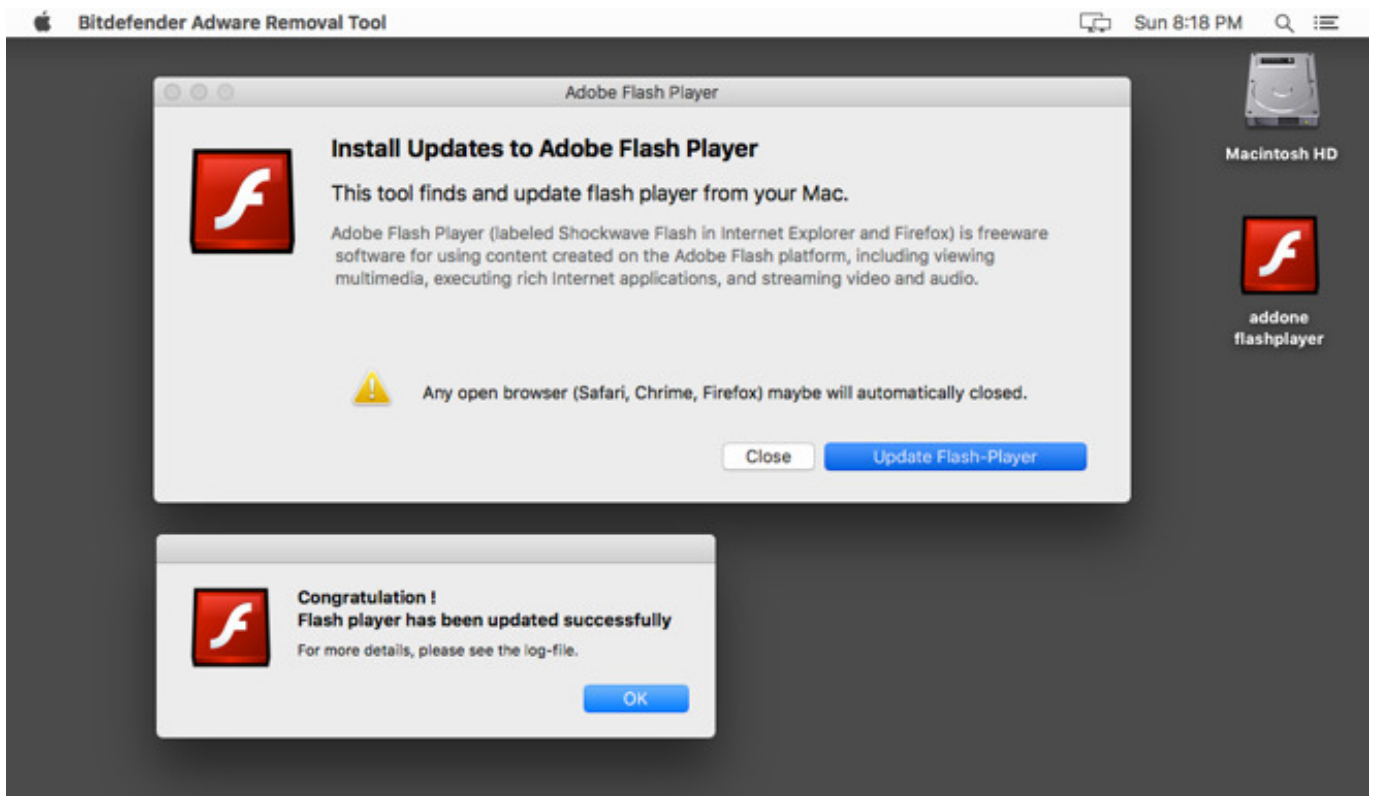 Bitdefender Adware Removal Tool
Sun 8:18 PM
Adobe Flash Player
Install Updates to Adobe Flash Player
This tool finds and update flash player from your Mac.
Adobe Flash Player (labeled Shockwave Flash in Internet Explorer and Firefox) is freeware
software for using content created on the Adobe Flash platform, including viewing
multimedia, executing rich Internet applications, and streaming video and audio.
Any open browser (Safari, Chrime, Firefox) maybe will automatically closed.
Close
Update Flash-Player
Macintosh HD
addone
flashplayer
Congratulation !
Flash player has been updated successfully
For more details, please see the log-file.
OK